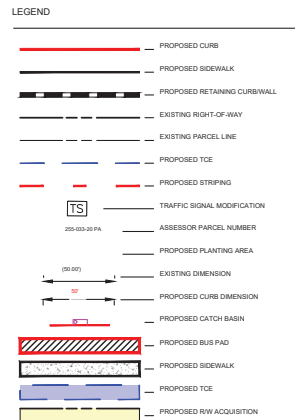 LEGEND
PROPOSED CURB
PROPOSED SIDEWALK
PROPOSED RETAINING CURB/WALL
EXISTING RIGHT-OF-WAY
EXISTING PARCEL LINE
PROPOSED TCE
PROPOSED STRIPING
TS TRAFFIC SIGNAL MODIFICATION
255-033-20 PA ASSESSOR PARCEL NUMBER
PROPOSED PLANTING AREA
(50.00') EXISTING DIMENSION
50' PROPOSED CURB DIMENSION
PROPOSED CATCH BASIN
PROPOSED BUS PAD
PROPOSED SIDEWALK
PROPOSED TCE
PROPOSED R/W ACQUISITION